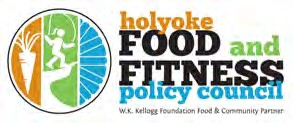 holyoke
FOOD and
FITNESS
policy council
W.K. Kellogg Foundation Food & Community Partner